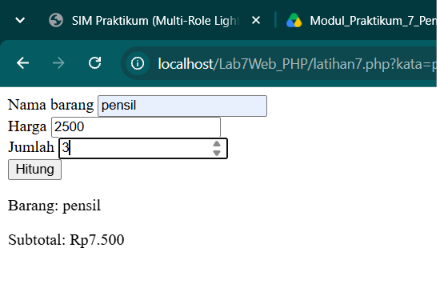 SIM Praktikum (Multi-Role Ligh
Modul_Praktikum_7_Pen
localhost/Lab7Web_PHP/latihan7.php?kata=p
Nama barang pensil
Harga 2500
Jumlah 3
Hitung
Barang: pensil
Subtotal: Rp7.500